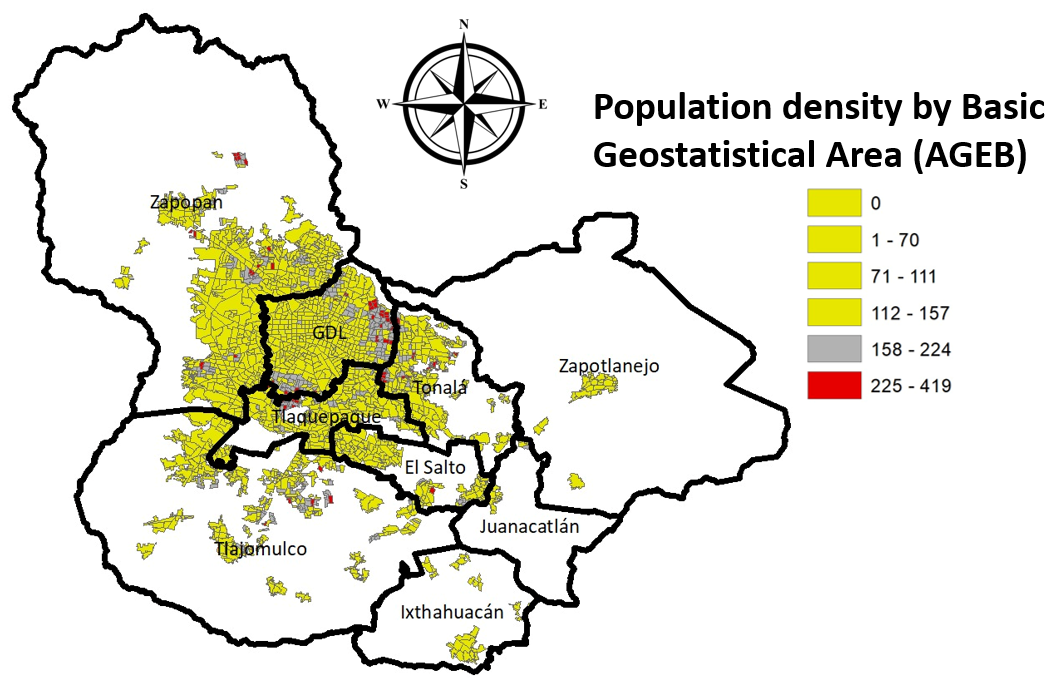 N
W
E
S
Population density by Basic
Geostatistical Area (AGEB)
0
1 - 70
71 - 111
112 - 157
158 - 224
225 - 419
Zapopan
GDL
Zapotlanejo
Tonalá
Tlaquepaque
El Salto
Juanacatlán
Tlajomulco
Ixthahuacán